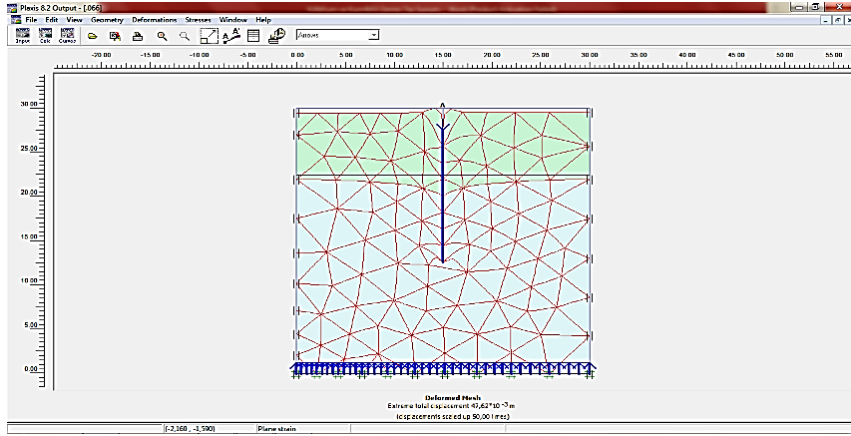 Plaxis 8.2 Output - [.066]
File Edit View Geometry Deformations Stresses Window Help
Input Calc Curves Arrows
-20.00 -15.00 -10.00 -5.00 0.00 5.00 10.00 15.00 20.00 25.00 30.00 35.00 40.00 45.00 50.00 55.00
30.00
25.00
20.00
15.00
10.00
5.00
0.00
A
Deformed Mesh
Extreme total displacement 47,62*10⁻³ m
(displacements scaled up 50,00 times)
(-2,168 , -1,590) Plane strain